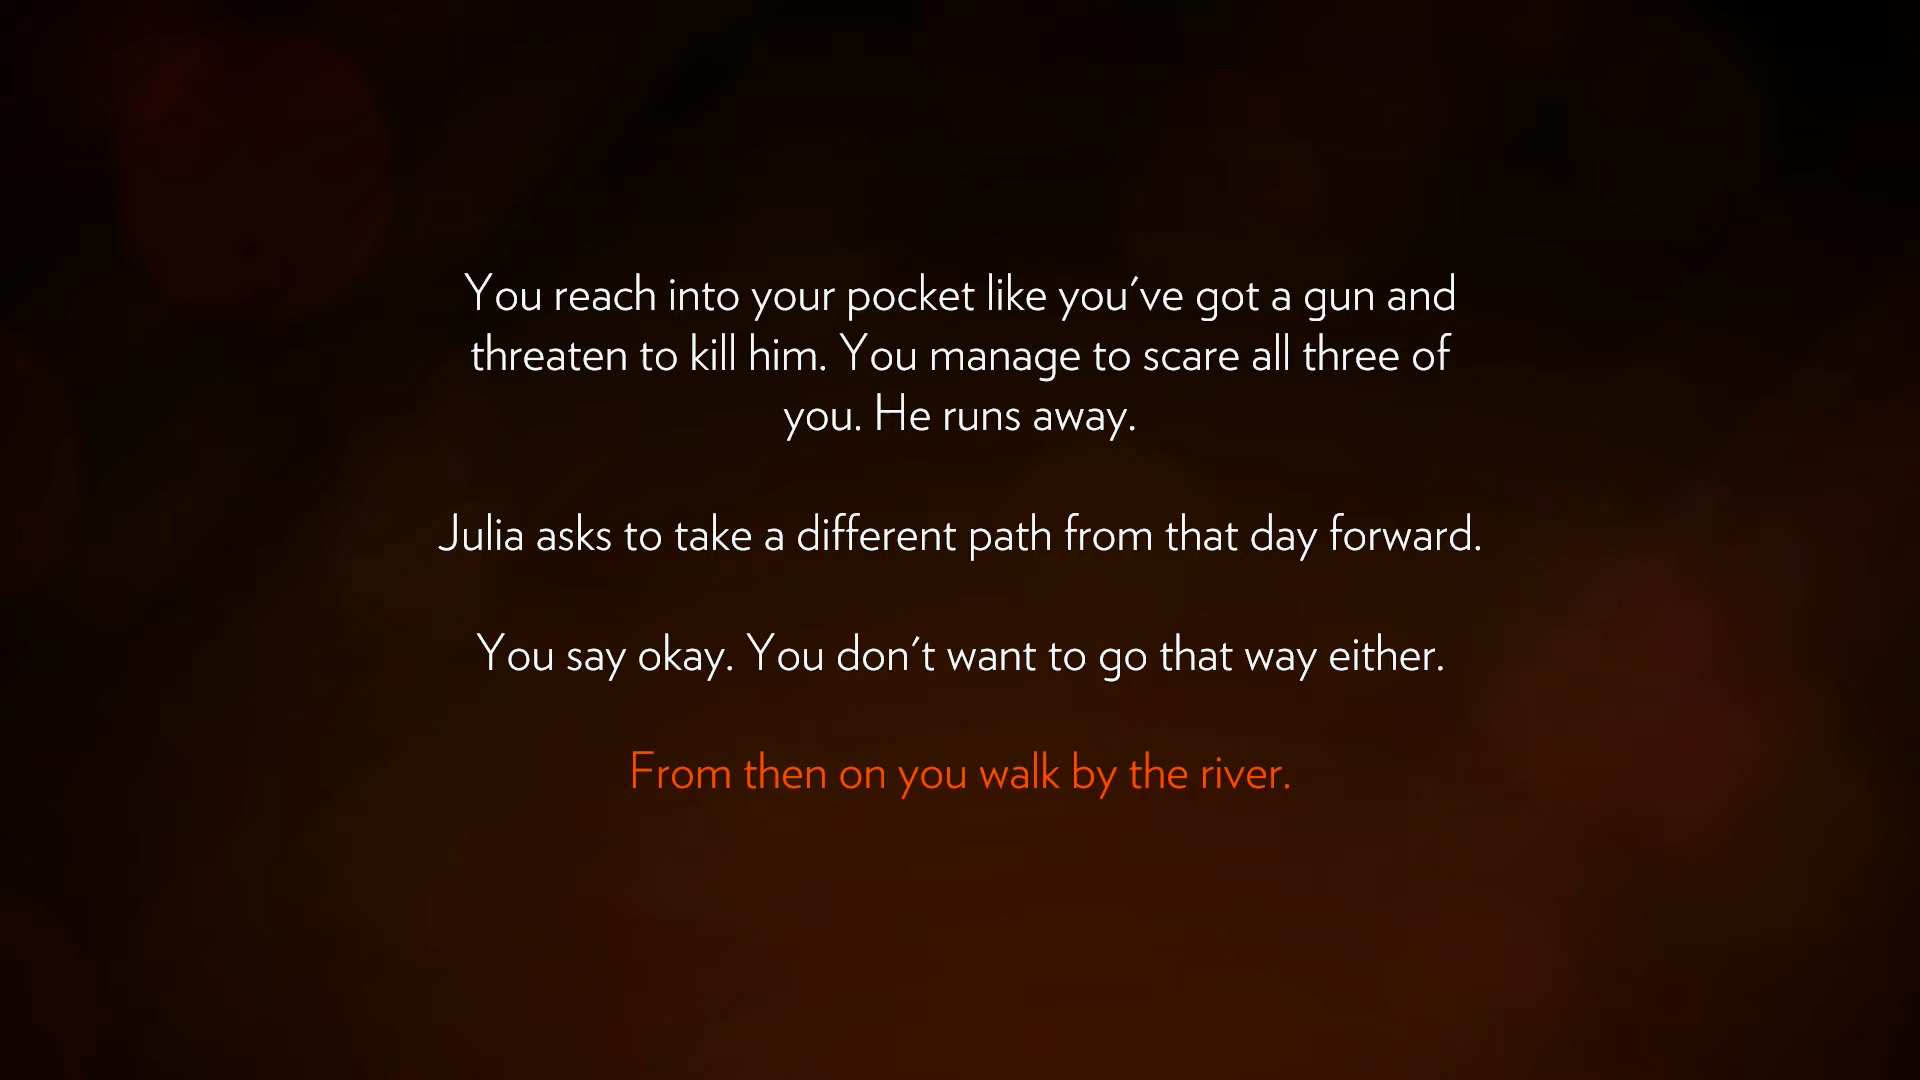 You reach into your pocket like you've got a gun and
threaten to kill him. You manage to scare all three of
you. He runs away.
Julia asks to take a different path from that day forward.
You say okay. You don't want to go that way either.
From then on you walk by the river.